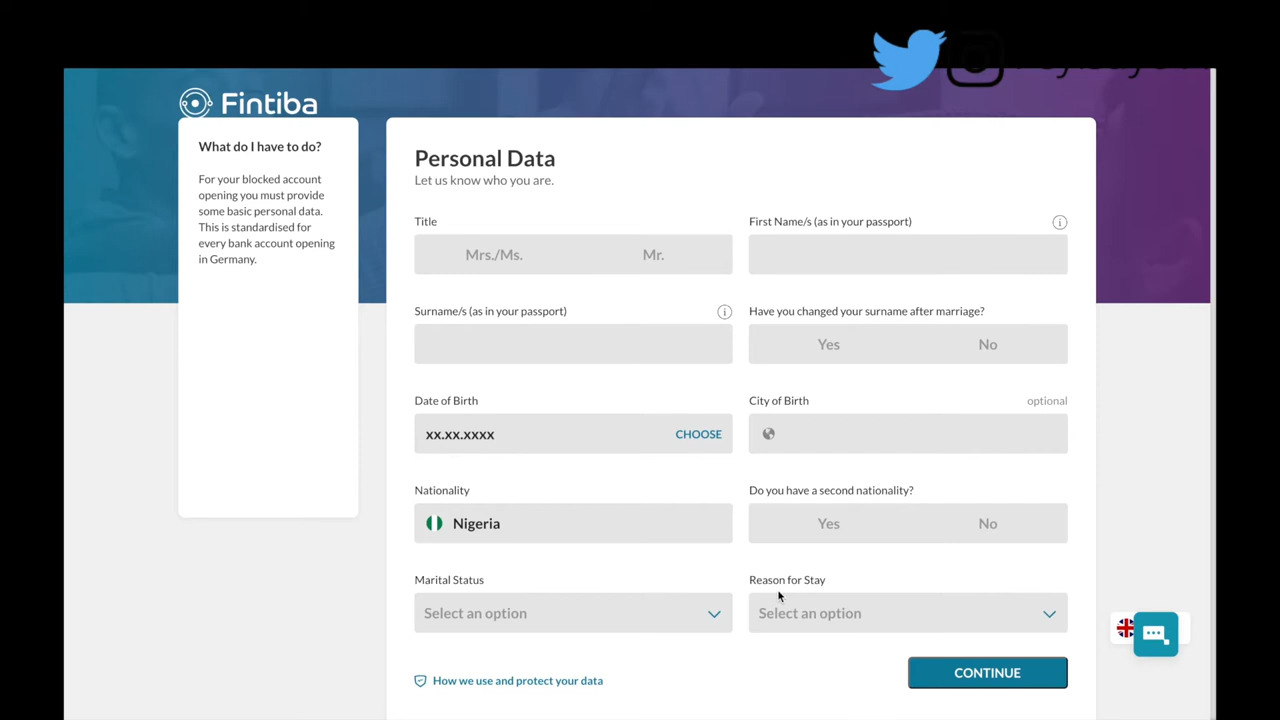 Fintiba
What do I have to do?
For your blocked account
opening you must provide
some basic personal data.
This is standardised for
every bank account opening
in Germany.
Personal Data
Let us know who you are.
Title
First Name/s (as in your passport)
Mrs./Ms. Mr.
Surname/s (as in your passport)
Have you changed your surname after marriage?
Yes No
Date of Birth
City of Birth optional
xx.xx.xxxx CHOOSE
Nationality
Do you have a second nationality?
Nigeria
Yes No
Marital Status
Reason for Stay
Select an option
Select an option
How we use and protect your data
CONTINUE